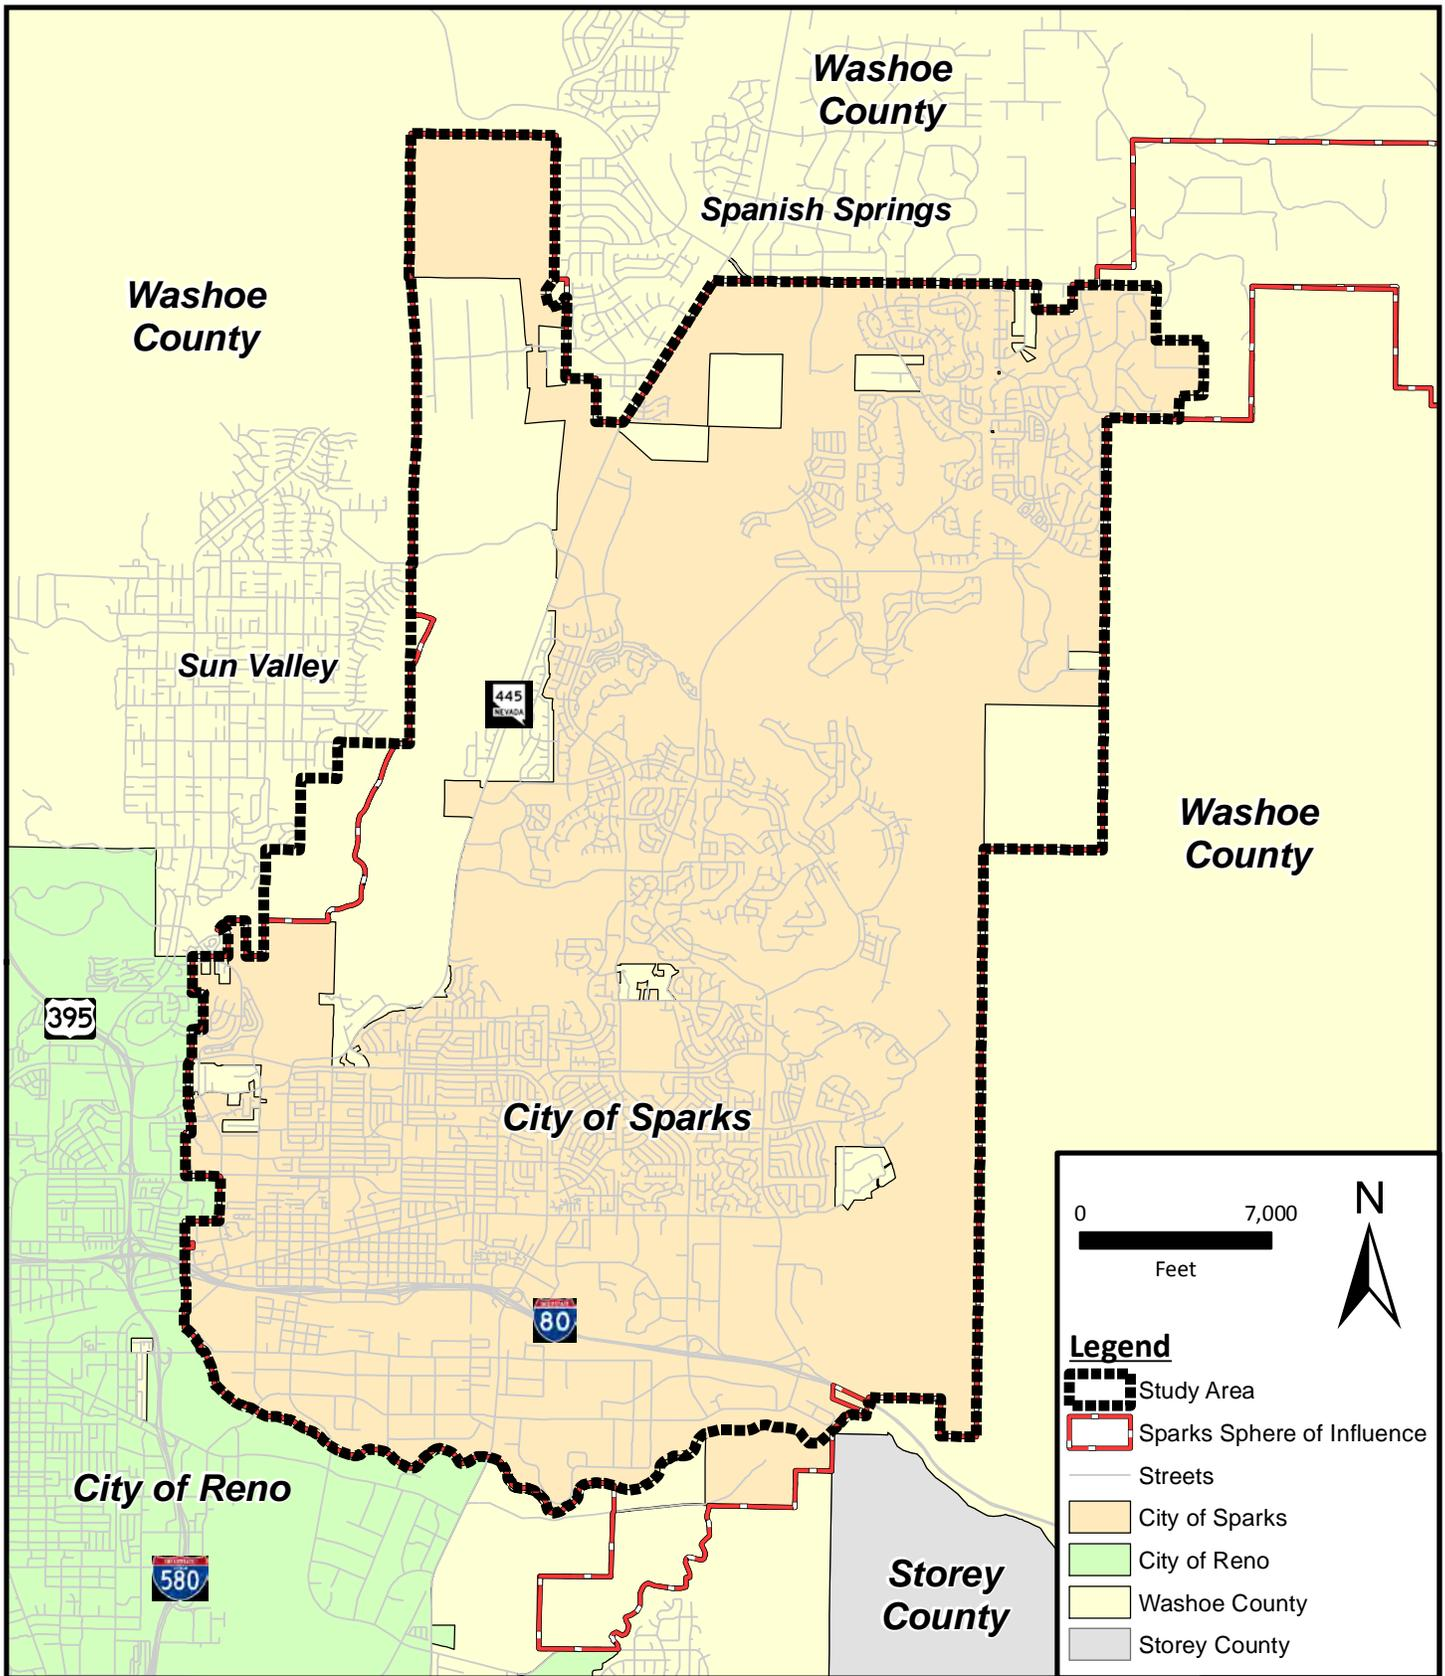 Washoe
County
Spanish Springs
Washoe
County
Sun Valley
445
NEVADA
Washoe
County
395
City of Sparks
80
City of Reno
580
Storey
County
0 7,000
Feet
N
Legend
Study Area
Sparks Sphere of Influence
Streets
City of Sparks
City of Reno
Washoe County
Storey County